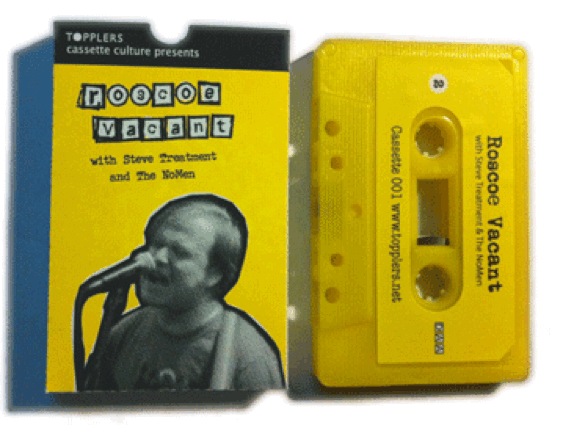 TOPPLERS
cassette culture presents
roscoe
vacant
with Steve Treatment
and The NoMen
Roscoe Vacant
with Steve Treatment & The NoMen
Cassette 001 www.topplers.net